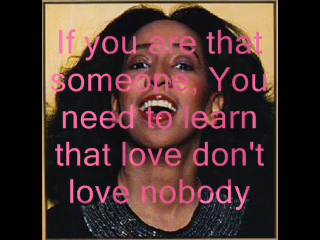 If you are that
someone, You
need to learn
that love don't
love nobody